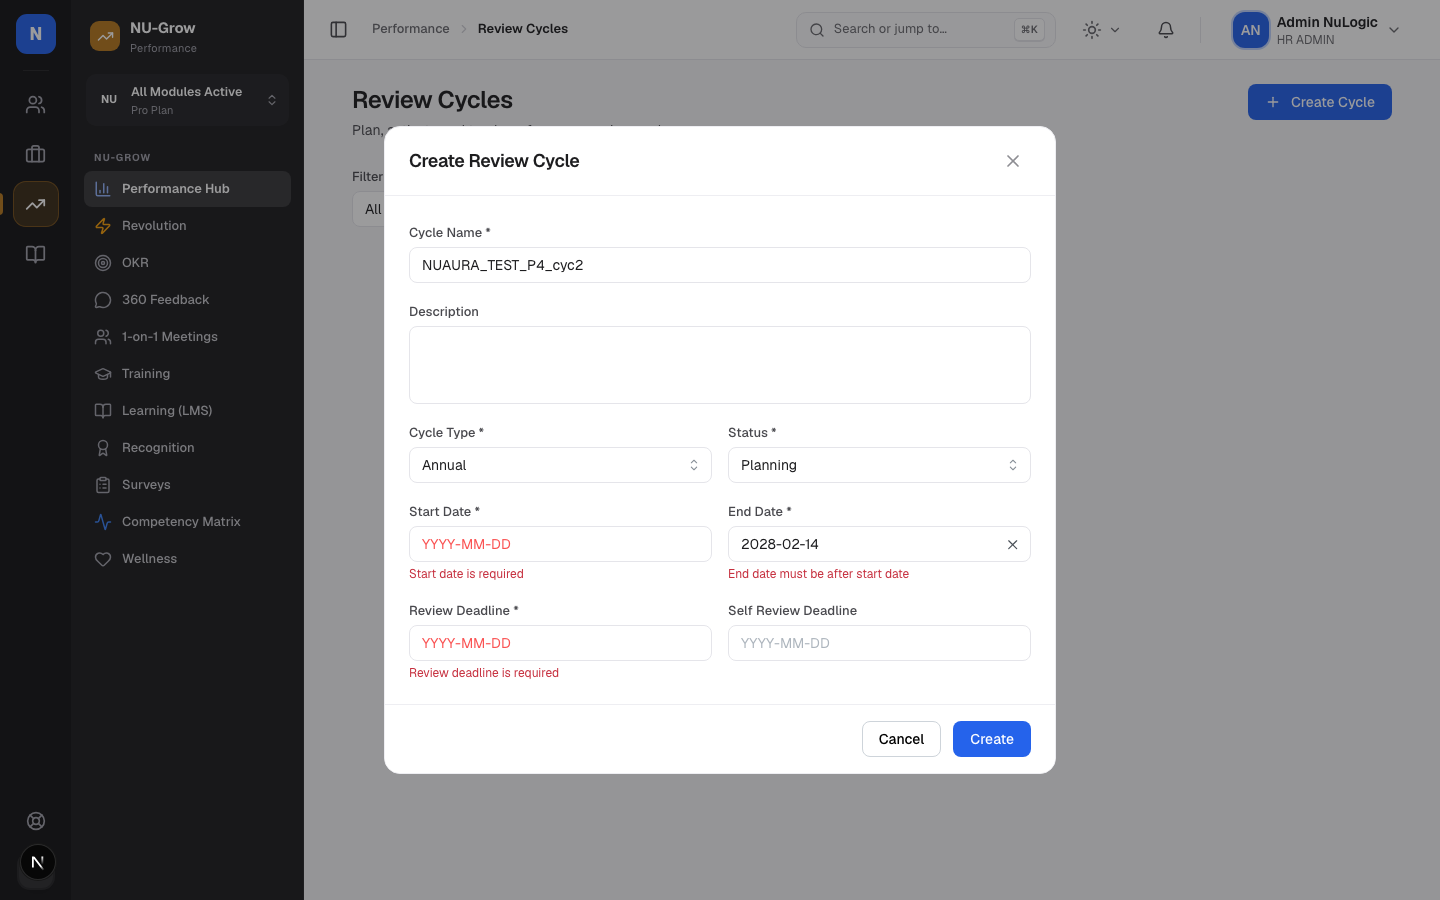 N
NU-Grow
Performance
NU
All Modules Active
Pro Plan
NU-GROW
Performance Hub
Revolution
OKR
360 Feedback
1-on-1 Meetings
Training
Learning (LMS)
Recognition
Surveys
Competency Matrix
Wellness
N
Performance
Review Cycles
Search or jump to...
⌘K
AN
Admin NuLogic
HR ADMIN
Review Cycles
Create Cycle
Plan,
Filter
All
Create Review Cycle
Cycle Name *
NUAURA_TEST_P4_cyc2
Description
Cycle Type *
Status *
Annual
Planning
Start Date *
End Date *
YYYY-MM-DD
2028-02-14
Start date is required
End date must be after start date
Review Deadline *
Self Review Deadline
YYYY-MM-DD
YYYY-MM-DD
Review deadline is required
Cancel
Create